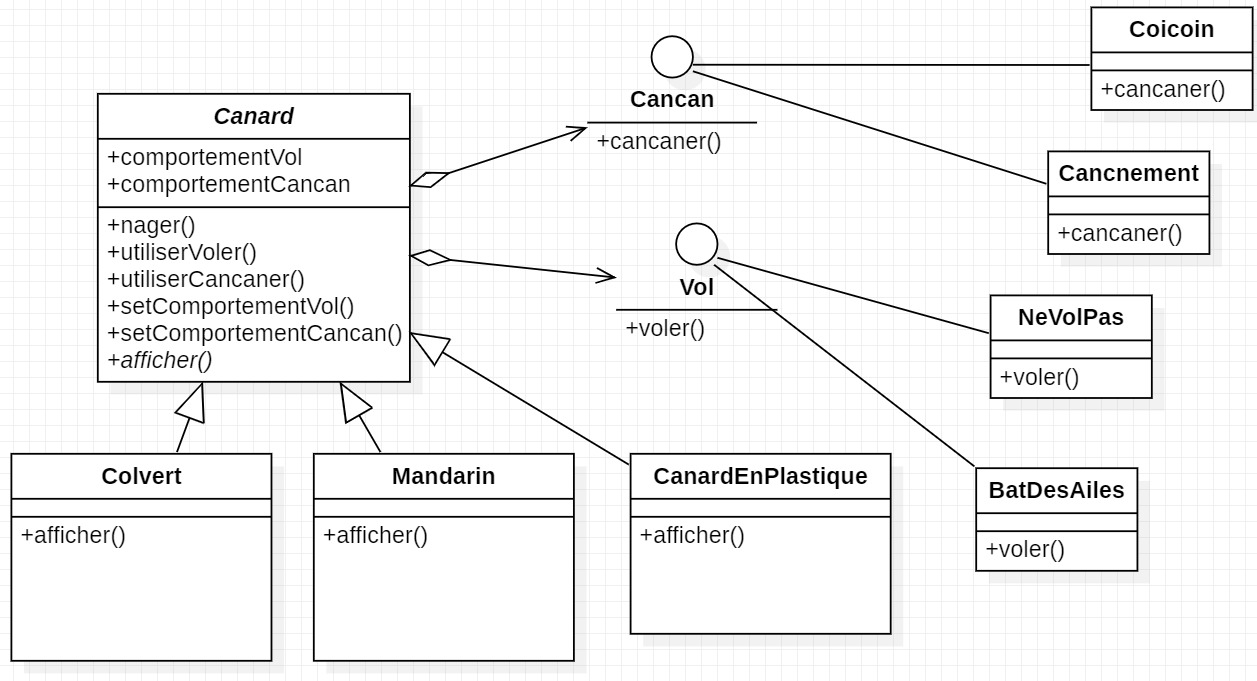 Canard
+comportementVol
+comportementCancan
+nager()
+utiliserVoler()
+utiliserCancaner()
+setComportementVol()
+setComportementCancan()
+afficher()
Cancan
+cancaner()
Coicoin
+cancaner()
Cancnement
+cancaner()
Vol
+voler()
NeVolPas
+voler()
BatDesAiles
+voler()
Colvert
+afficher()
Mandarin
+afficher()
CanardEnPlastique
+afficher()